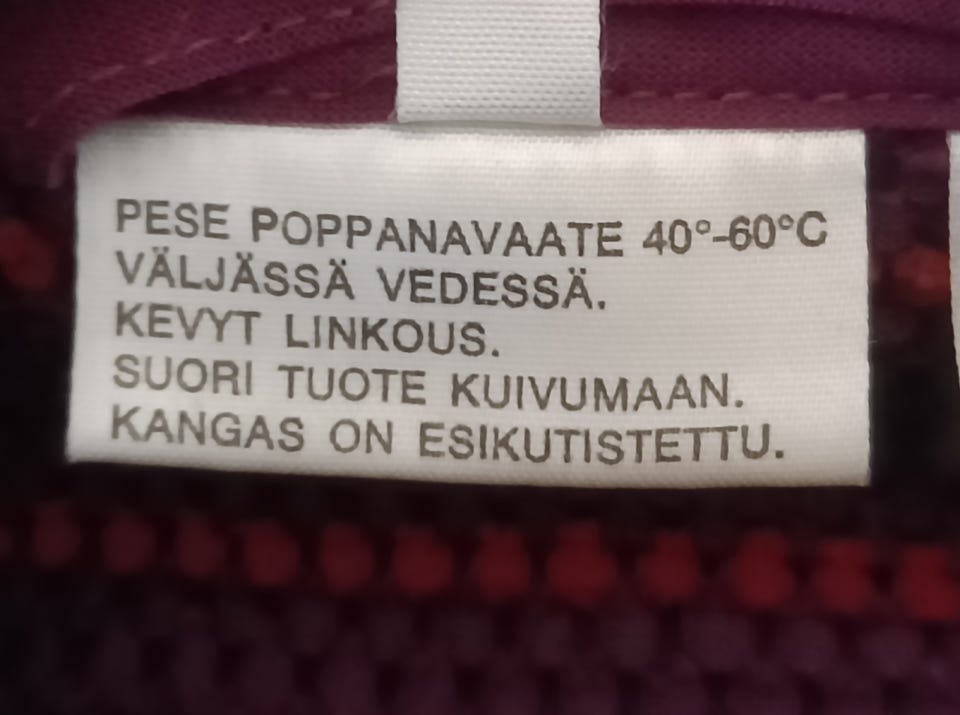 PESE POPPANAVAATE 40°-60°C
VÄLJÄSSÄ VEDESSÄ.
KEVYT LINKOUS.
SUORI TUOTE KUIVUMAAN.
KANGAS ON ESIKUTISTETTU.